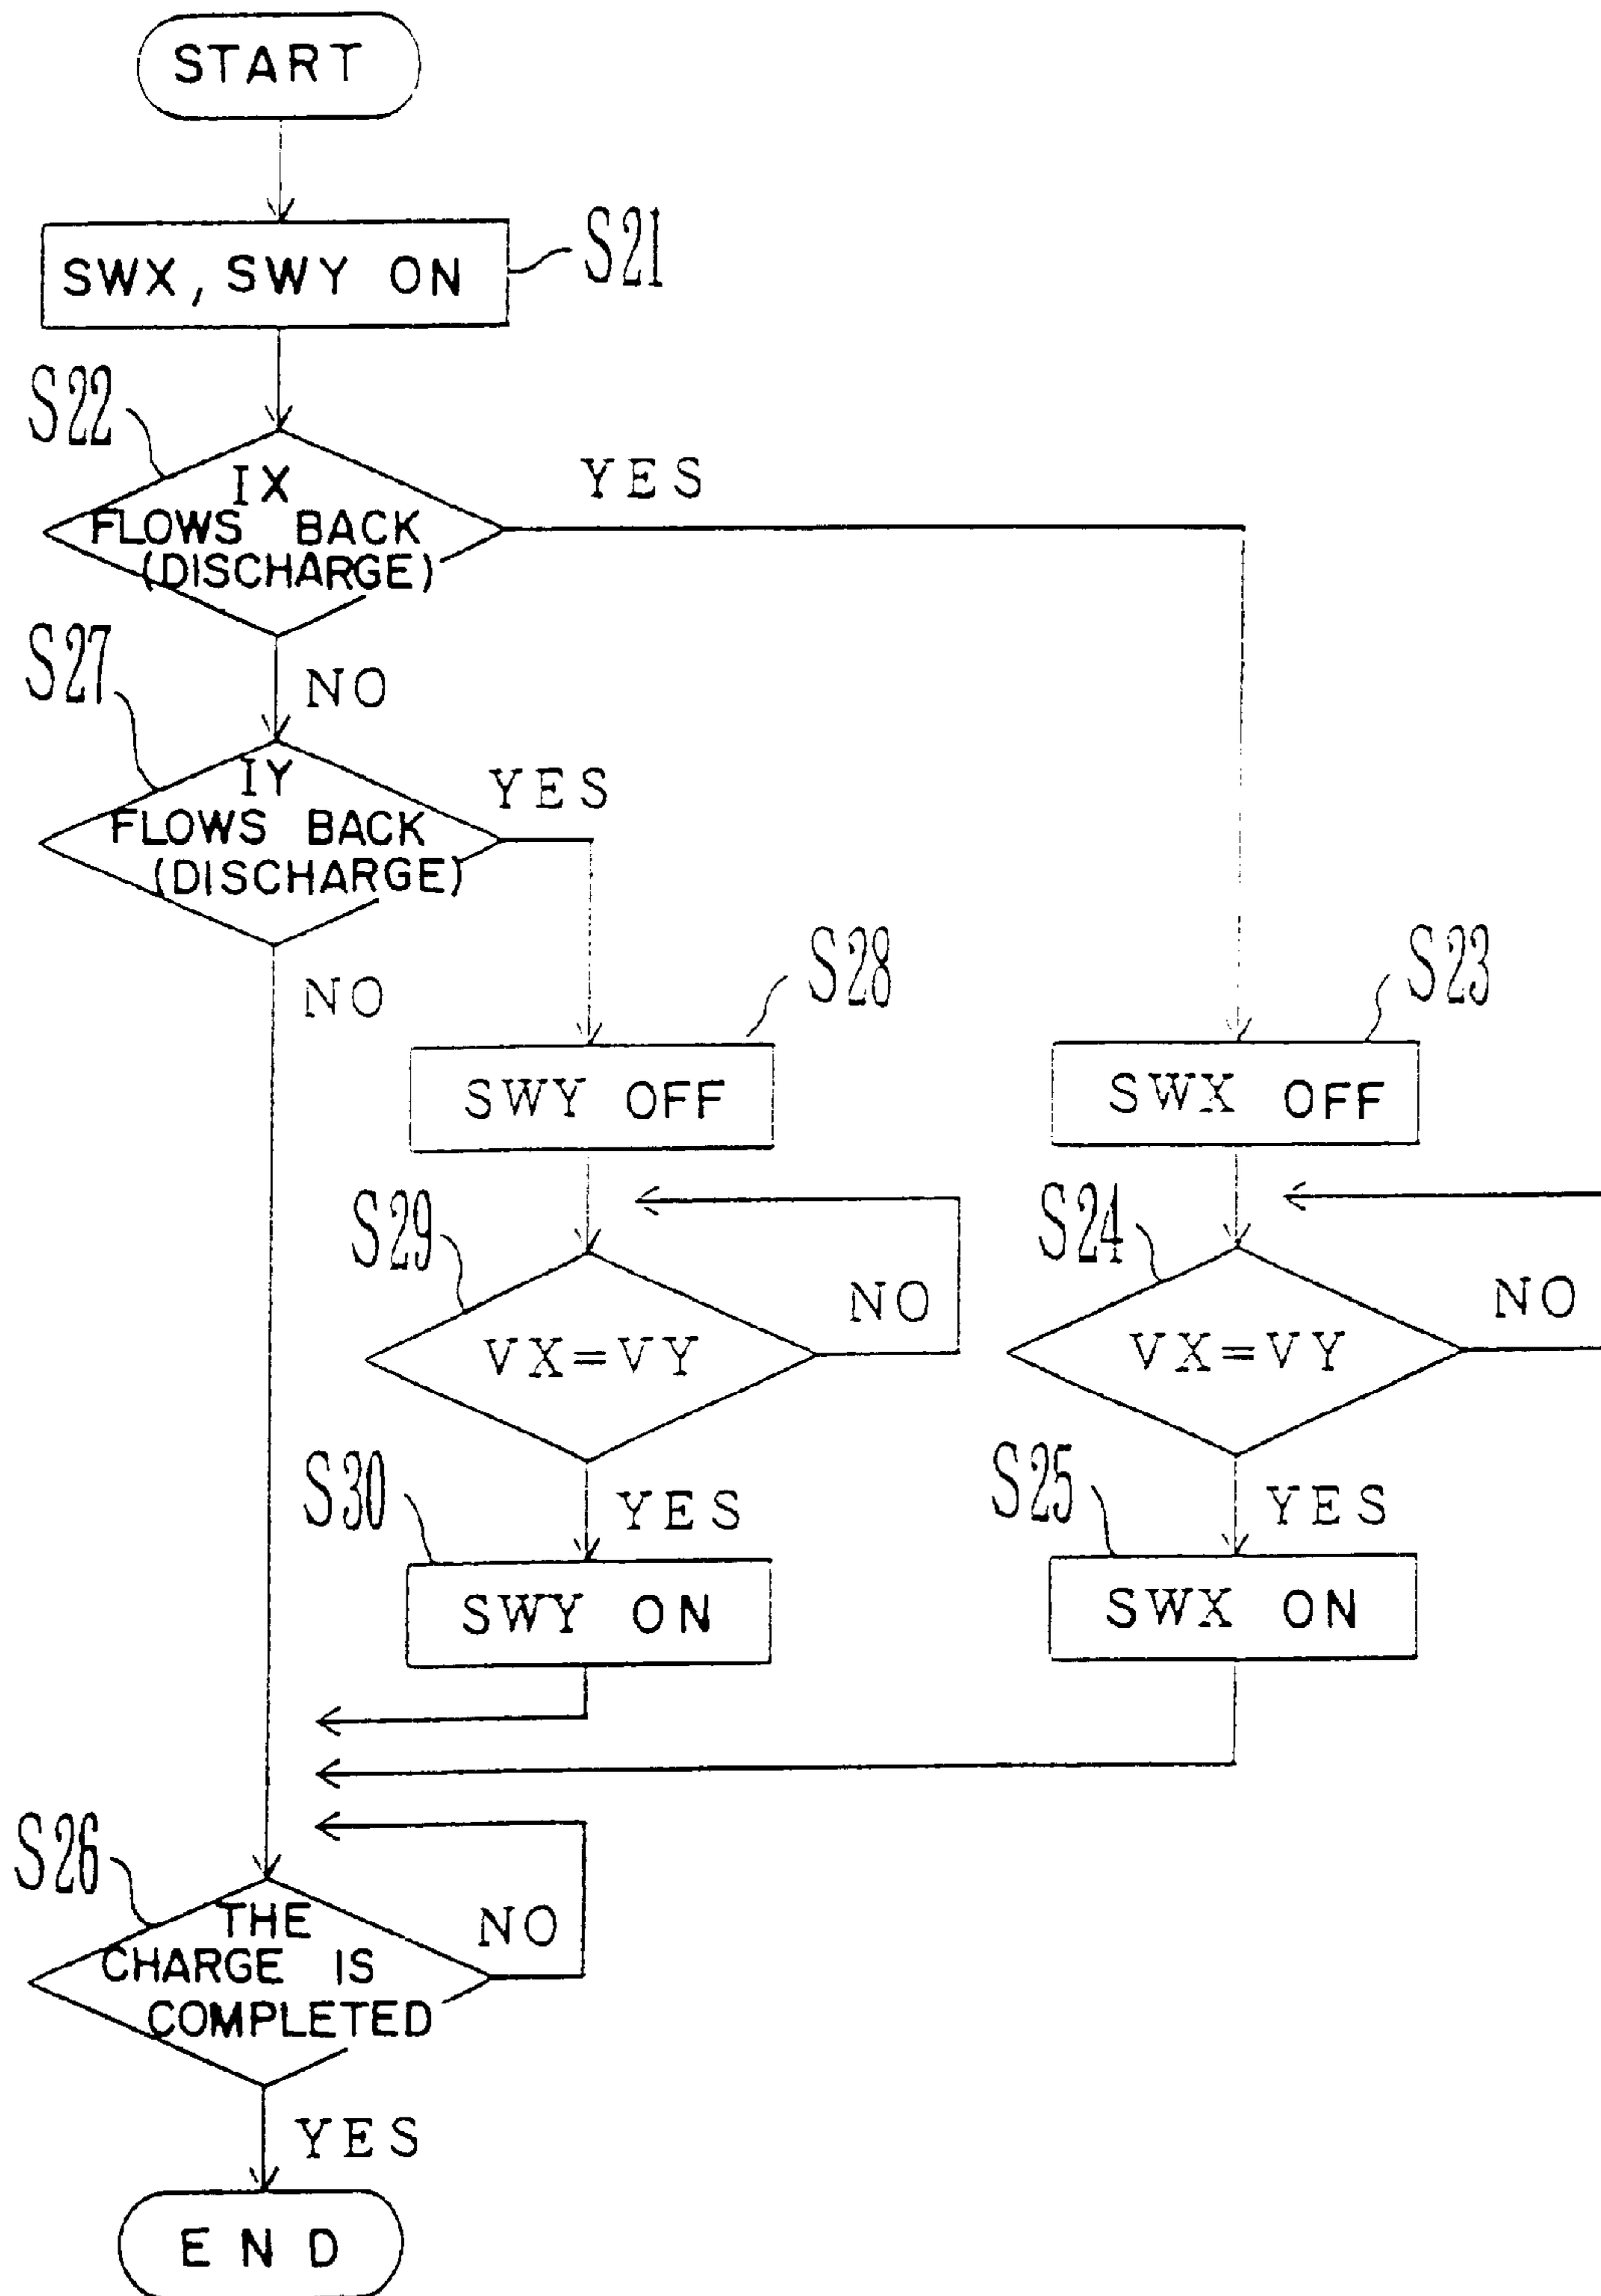 START
SWX, SWY ON
S21
S22
IX
FLOWS BACK
(DISCHARGE)
YES
S27
NO
IY
FLOWS BACK
(DISCHARGE)
YES
NO
S28
S23
SWY OFF
SWX OFF
S29
S24
NO
NO
VX=VY
VX=VY
S30
YES
S25
YES
SWY ON
SWX ON
S26
THE
CHARGE IS
COMPLETED
NO
YES
END